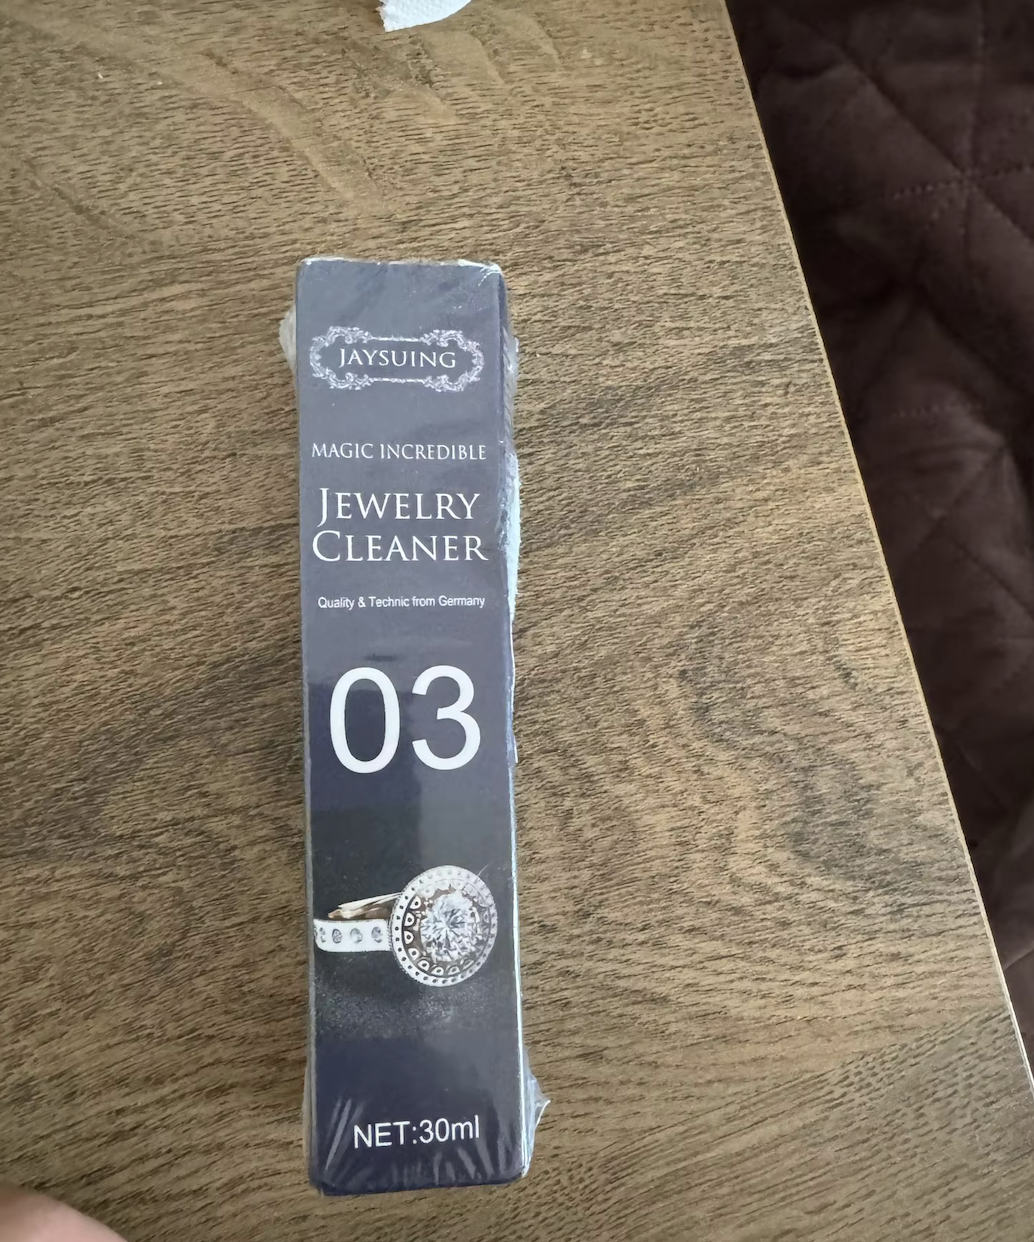 JAYSUING
MAGIC INCREDIBLE
JEWELRY
CLEANER
Quality & Technic from Germany
03
NET:30ml